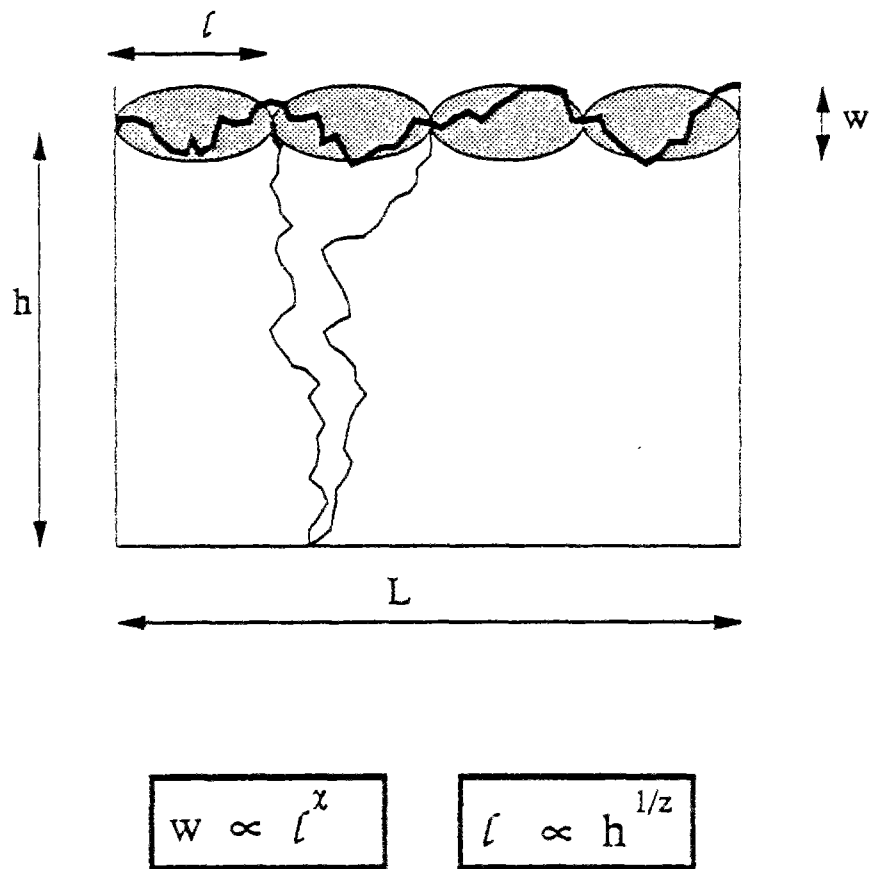 ℓ
w
h
L
w ∝ ℓ^χ
ℓ ∝ h^{1/z}